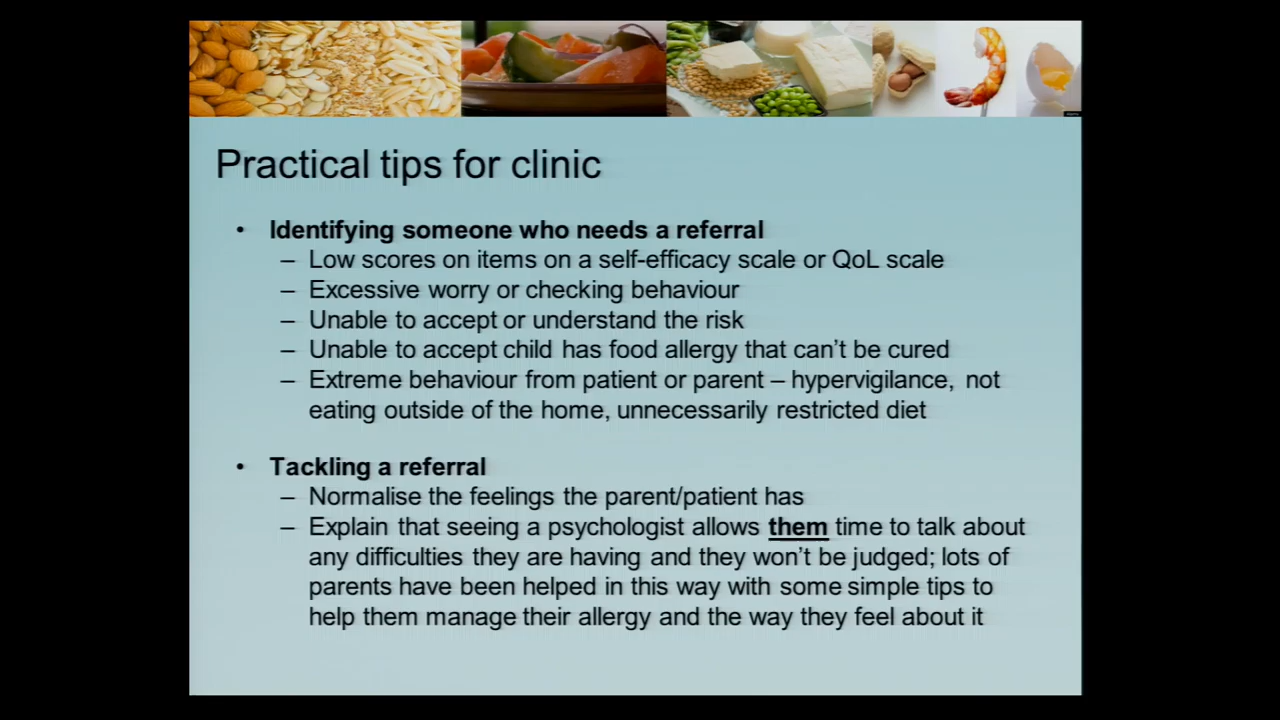 Practical tips for clinic
• Identifying someone who needs a referral
– Low scores on items on a self-efficacy scale or QoL scale
– Excessive worry or checking behaviour
– Unable to accept or understand the risk
– Unable to accept child has food allergy that can't be cured
– Extreme behaviour from patient or parent – hypervigilance, not
eating outside of the home, unnecessarily restricted diet
• Tackling a referral
– Normalise the feelings the parent/patient has
– Explain that seeing a psychologist allows them time to talk about
any difficulties they are having and they won't be judged; lots of
parents have been helped in this way with some simple tips to
help them manage their allergy and the way they feel about it